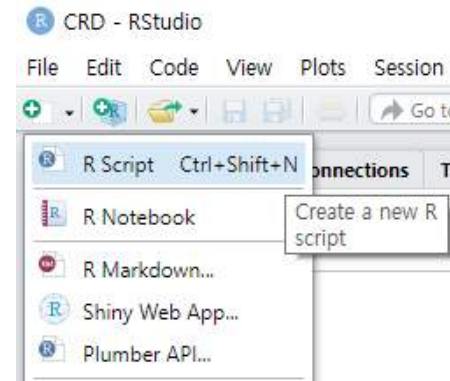 R CRD - RStudio
File Edit Code View Plots Session
Go to
R Script Ctrl+Shift+N
onnections T
R Notebook
Create a new R
script
R Markdown...
R Shiny Web App...
Plumber API...